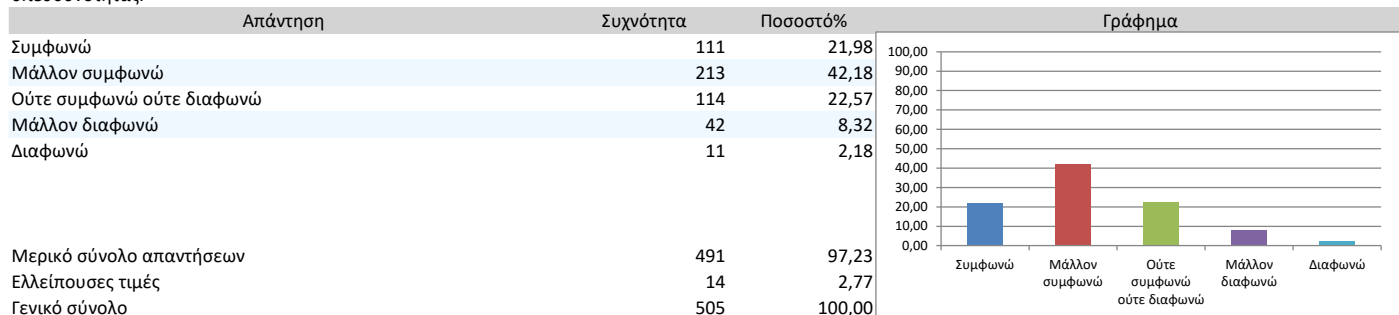 Απάντηση Συχνότητα Ποσοστό% Γράφημα
Συμφωνώ 111 21,98
Μάλλον συμφωνώ 213 42,18
Ούτε συμφωνώ ούτε διαφωνώ 114 22,57
Μάλλον διαφωνώ 42 8,32
Διαφωνώ 11 2,18
Μερικό σύνολο απαντήσεων 491 97,23
Ελλείπουσες τιμές 14 2,77
Γενικό σύνολο 505 100,00
100,00
90,00
80,00
70,00
60,00
50,00
40,00
30,00
20,00
10,00
0,00
Συμφωνώ Μάλλον Ούτε Μάλλον Διαφωνώ
συμφωνώ συμφωνώ διαφωνώ
ούτε διαφωνώ